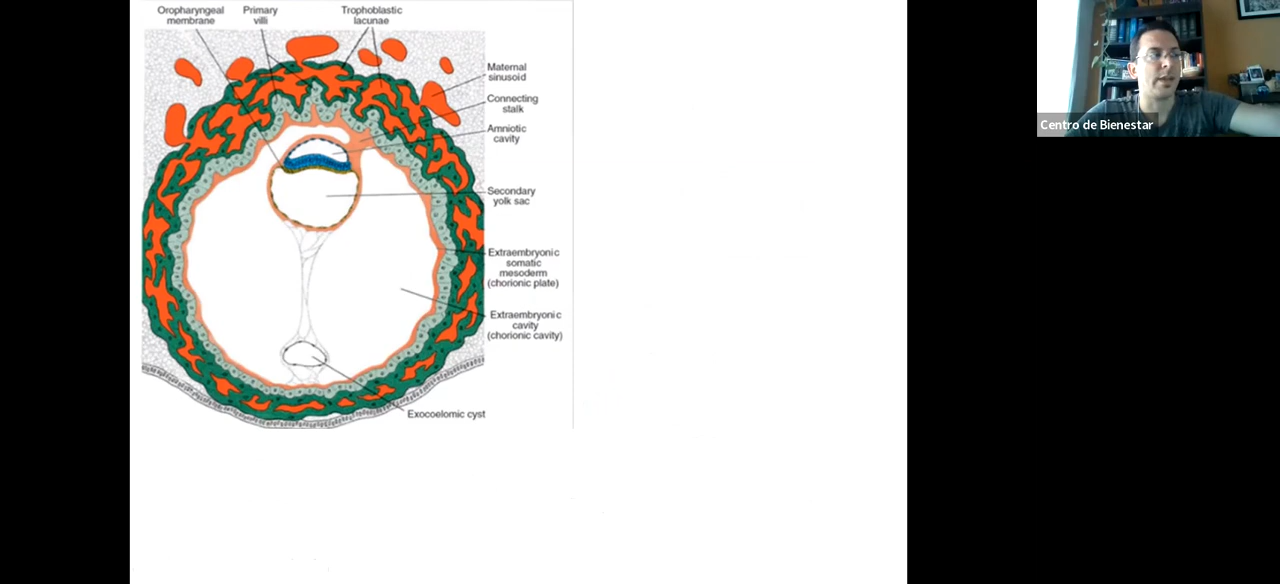 Oropharyngeal
membrane
Primary
villi
Trophoblastic
lacunae
Maternal
sinusoid
Connecting
stalk
Amniotic
cavity
Secondary
yolk sac
Extraembryonic
somatic
mesoderm
(chorionic plate)
Extraembryonic
cavity
(chorionic cavity)
Exocoelomic cyst
Centro de Bienestar